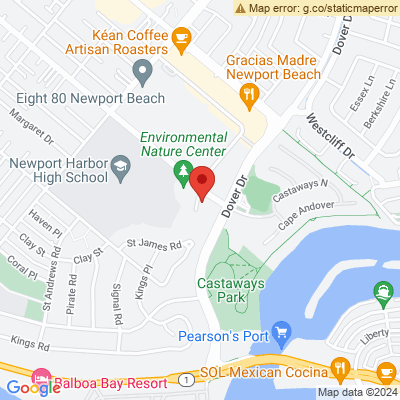 Map error: g.co/staticmaperror
Kéan Coffee
Artisan Roasters
Gracias Madre
Newport Beach
Dover Dr
Essex Ln
Berkshire Ln
Eight 80 Newport Beach
Margaret Dr
Westcliff Dr
Environmental
Nature Center
Newport Harbor
High School
Castaways N
Dover Dr
Cape Andover
Haven Pl
Clay St
Coral Pl
St Andrews Rd
Pirate Rd
Clay St
Signal Rd
Kings Pl
St James Rd
Castaways
Park
Kings Rd
Pearson's Port
Liberty
Balboa Bay Resort
1
SOL Mexican Cocina
Google
Map data ©2024